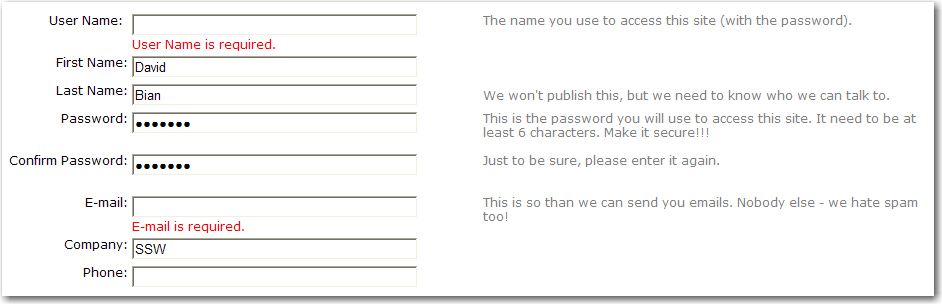 User Name: The name you use to access this site (with the password).
User Name is required.
First Name: David
Last Name: Bian We won't publish this, but we need to know who we can talk to.
Password: ••••••• This is the password you will use to access this site. It need to be at
least 6 characters. Make it secure!!!
Confirm Password: ••••••• Just to be sure, please enter it again.
E-mail: This is so than we can send you emails. Nobody else - we hate spam
too!
E-mail is required.
Company: SSW
Phone: